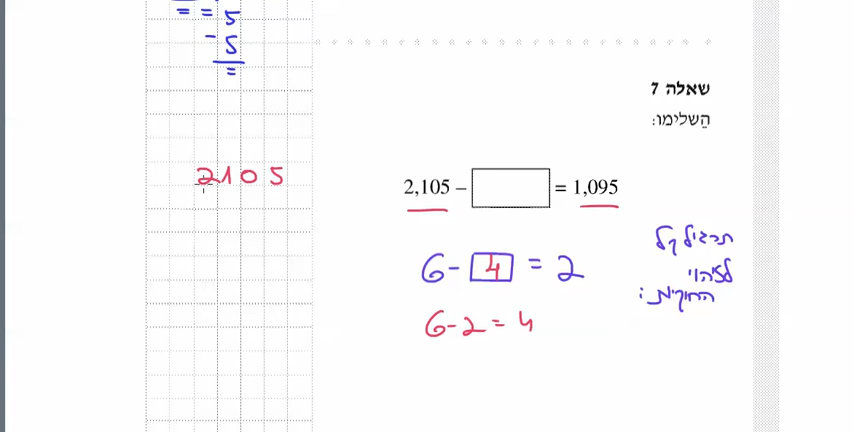 = = 5
- 5
=
שאלה 7
הַשלימו:
2105
2,105 – = 1,095
תרגיל קל
לזיהוי
החוקיות:
6 - 4 = 2
6 - 2 = 4